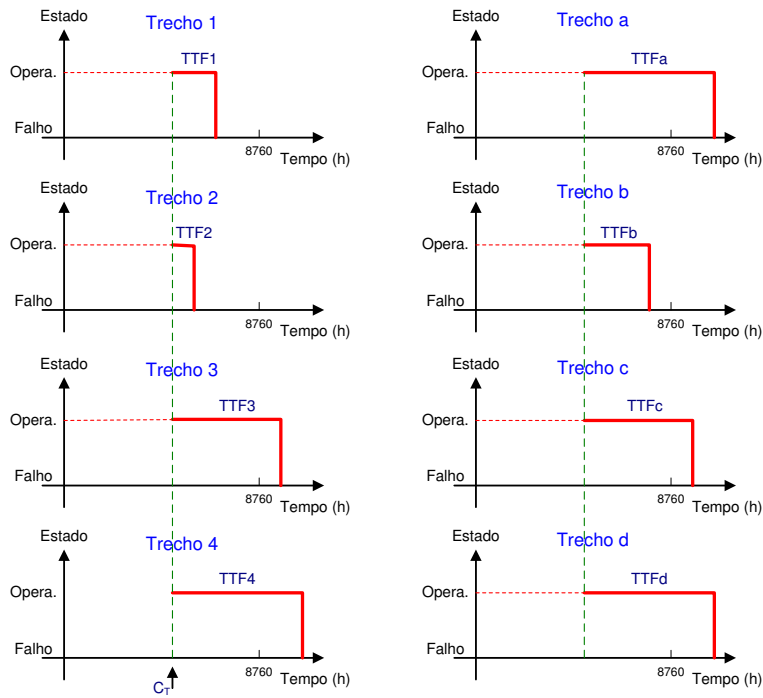 Estado
Trecho 1
TTF1
Opera.
Falho
8760
Tempo (h)
Estado
Trecho a
TTFa
Opera.
Falho
8760
Tempo (h)
Estado
Trecho 2
TTF2
Opera.
Falho
8760
Tempo (h)
Estado
Trecho b
TTFb
Opera.
Falho
8760
Tempo (h)
Estado
Trecho 3
TTF3
Opera.
Falho
8760
Tempo (h)
Estado
Trecho c
TTFc
Opera.
Falho
8760
Tempo (h)
Estado
Trecho 4
TTF4
Opera.
Falho
8760
Tempo (h)
CT
Estado
Trecho d
TTFd
Opera.
Falho
8760
Tempo (h)